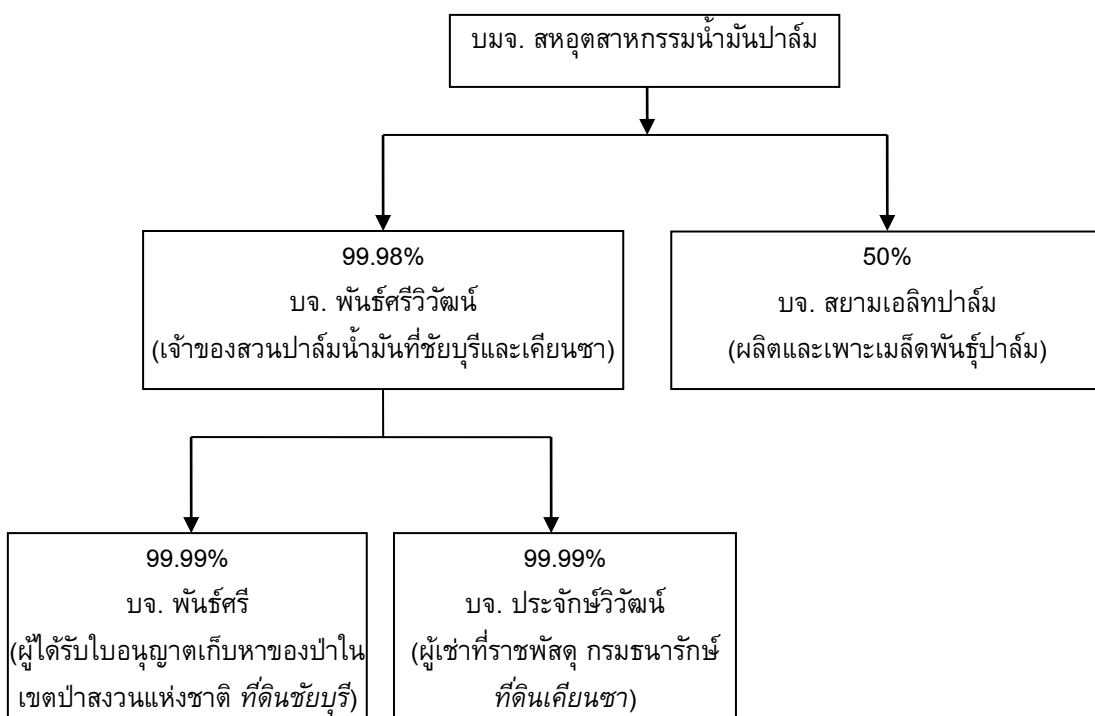 บมจ. สหอุตสาหกรรมน้ำมันปาล์ม
99.98%
บจ. พันธ์ศรีวิวัฒน์
(เจ้าของสวนปาล์มน้ำมันที่ชัยบุรีและเคียนซา)
50%
บจ. สยามเอลิทปาล์ม
(ผลิตและเพาะเมล็ดพันธุ์ปาล์ม)
99.99%
บจ. พันธ์ศรี
(ผู้ได้รับใบอนุญาตเก็บหาของป่าใน
เขตป่าสงวนแห่งชาติ ที่ดินชัยบุรี)
99.99%
บจ. ประจักษ์วิวัฒน์
(ผู้เช่าที่ราชพัสดุ กรมธนารักษ์
ที่ดินเคียนซา)